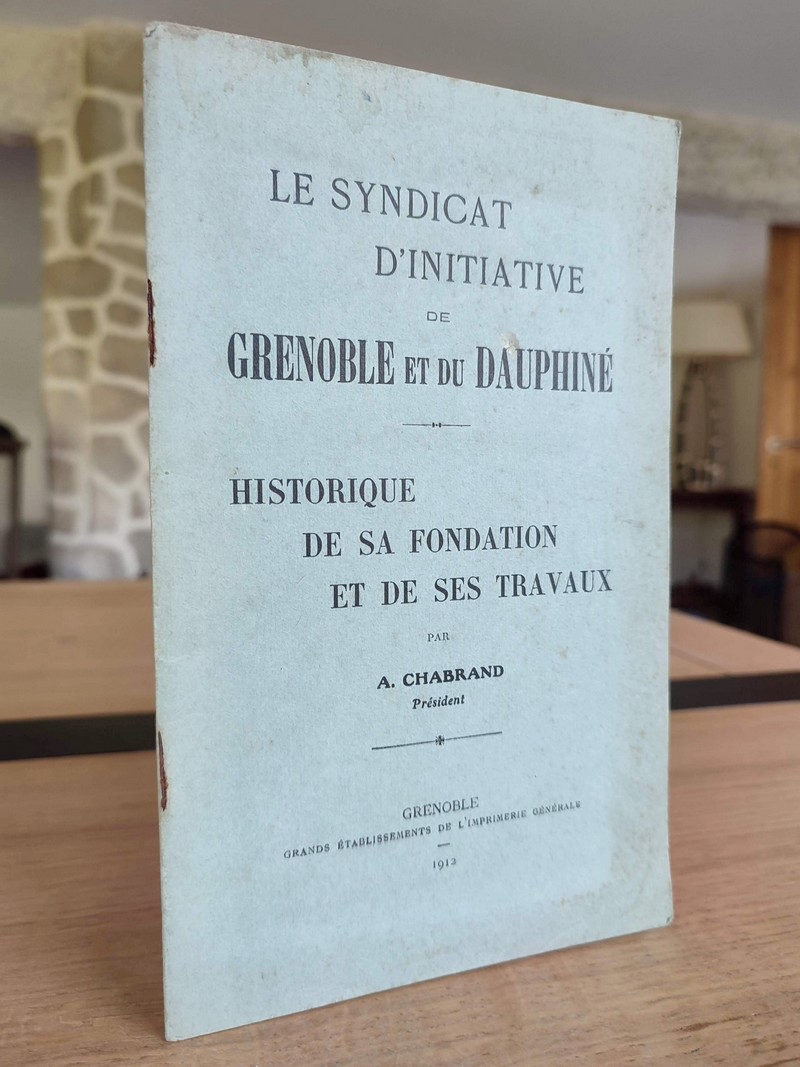 LE SYNDICAT
D'INITIATIVE
DE
GRENOBLE ET DU DAUPHINÉ
HISTORIQUE
DE SA FONDATION
ET DE SES TRAVAUX
PAR
A. CHABRAND
Président
GRENOBLE
GRANDS ÉTABLISSEMENTS DE L'IMPRIMERIE GÉNÉRALE
1912